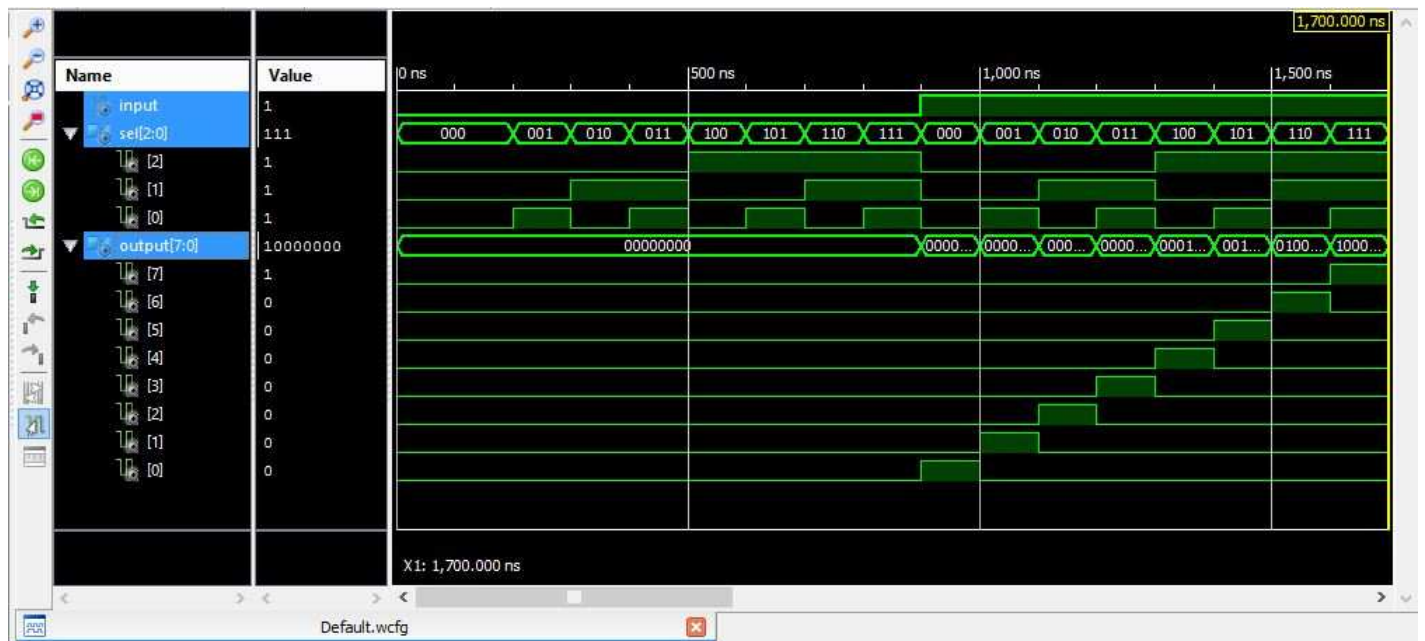 1,700.000 ns
Name Value 0 ns 500 ns 1,000 ns 1,500 ns
input 1
sel[2:0] 111 000 001 010 011 100 101 110 111 000 001 010 011 100 101 110 111
[2] 1
[1] 1
[0] 1
output[7:0] 10000000 00000000 0000... 0000... 000... 0000... 0001... 001... 0100... 1000...
[7] 1
[6] 0
[5] 0
[4] 0
[3] 0
[2] 0
[1] 0
[0] 0
X1: 1,700.000 ns
Default.wcfg